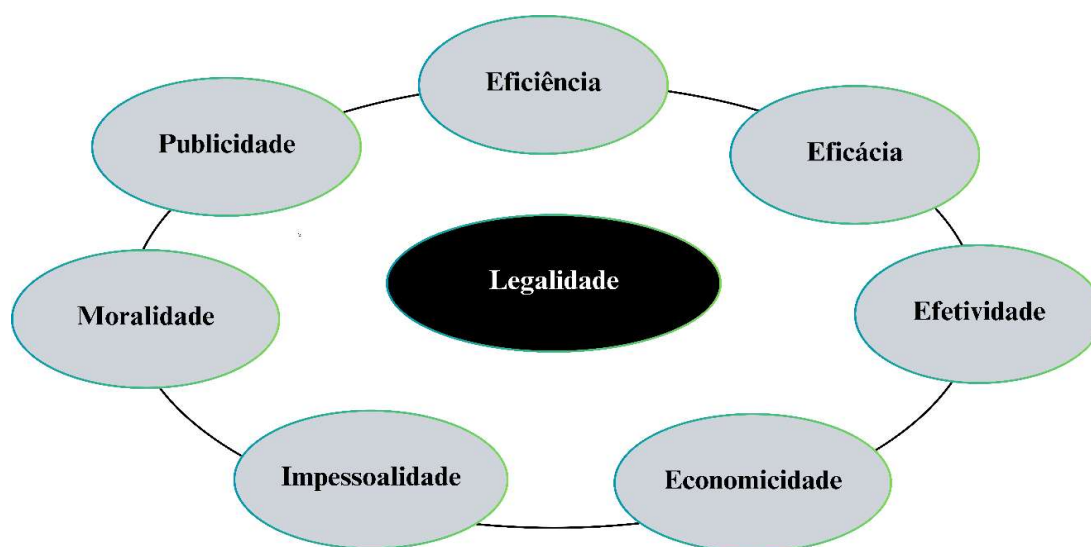 Eficiência
Publicidade
Eficácia
Legalidade
Moralidade
Efetividade
Impessoalidade
Economicidade